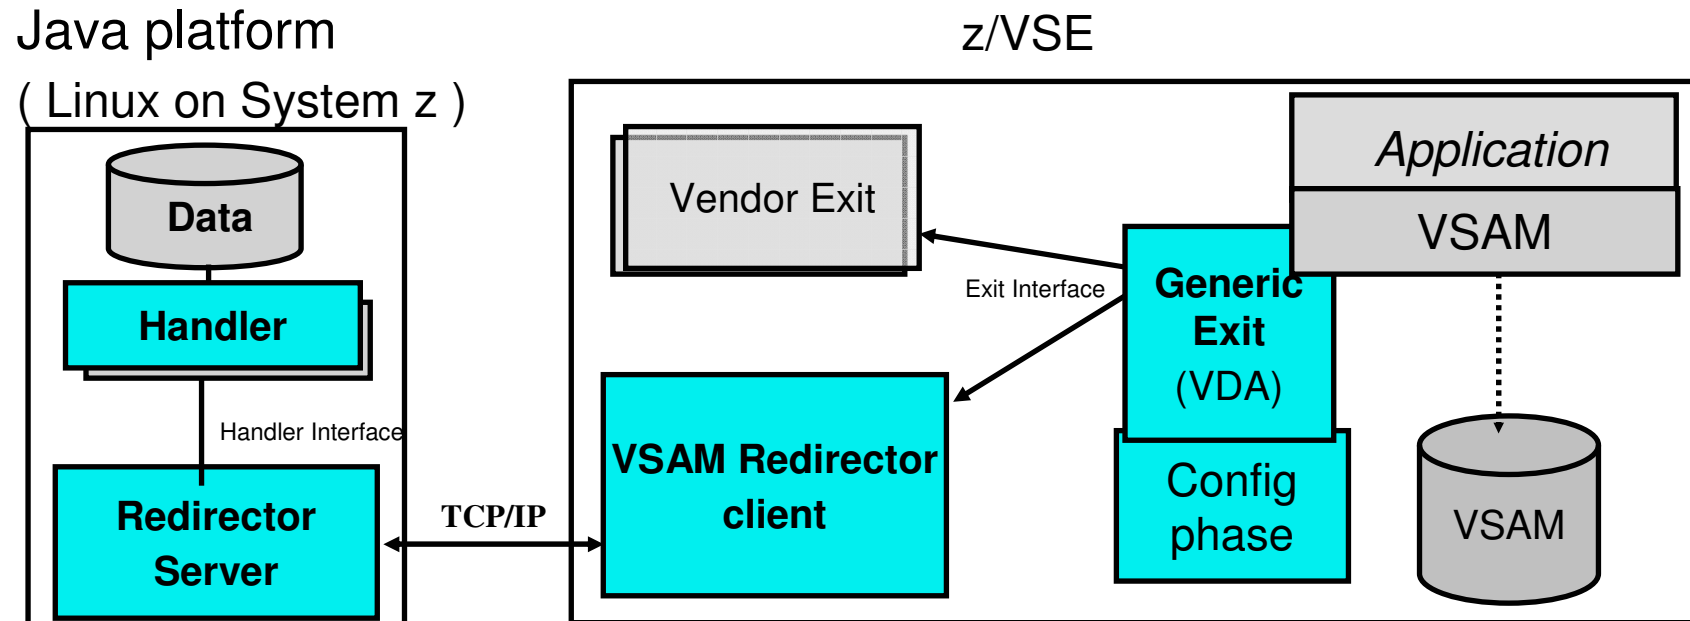 Java platform
( Linux on System z )
Data
Handler
Handler Interface
Redirector
Server
TCP/IP
z/VSE
Vendor Exit
Exit Interface
VSAM Redirector
client
Generic
Exit
(VDA)
Config
phase
Application
VSAM
VSAM